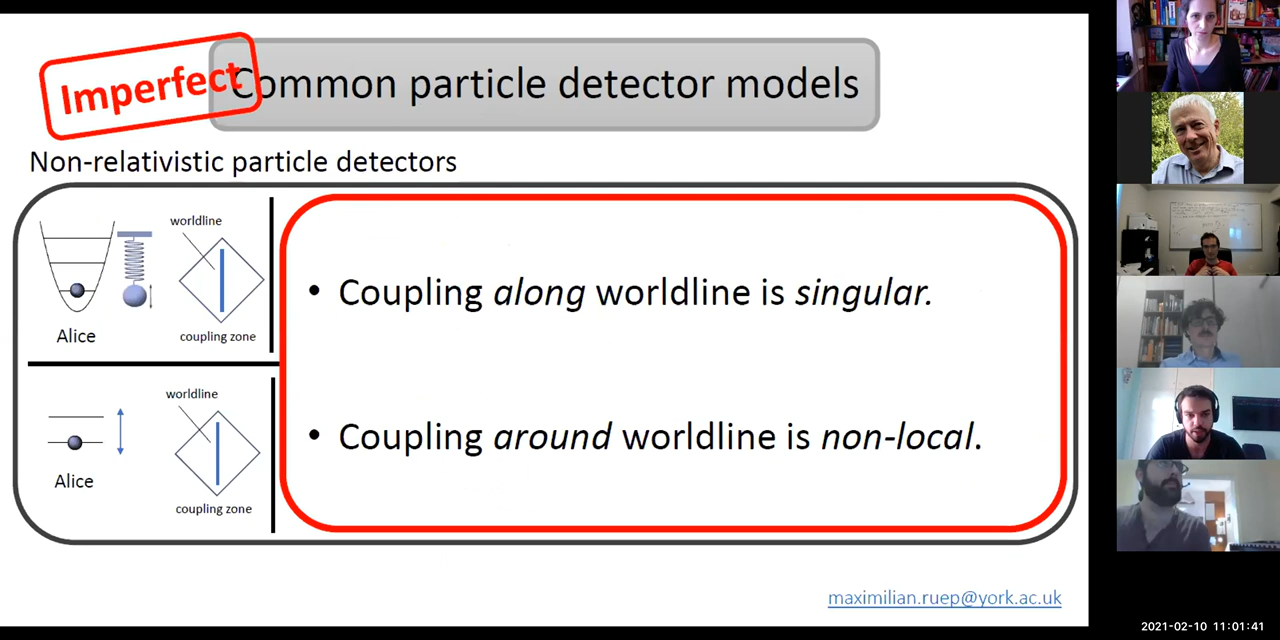 Imperfect
Common particle detector models
Non-relativistic particle detectors
worldline
Alice
coupling zone
• Coupling along worldline is singular.
worldline
Alice
coupling zone
• Coupling around worldline is non-local.
maximilian.ruep@york.ac.uk
2021-02-10 11:01:41